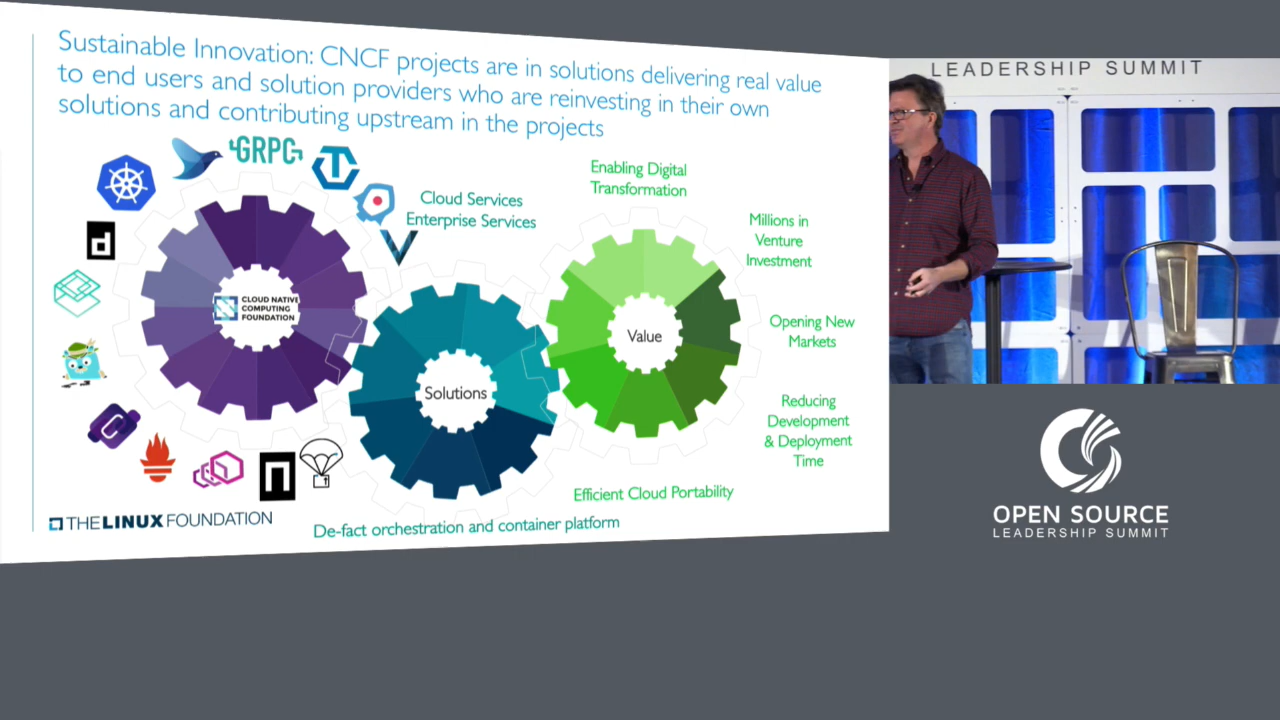 Sustainable Innovation: CNCF projects are in solutions delivering real value
to end users and solution providers who are reinvesting in their own
solutions and contributing upstream in the projects
GRPC
Cloud Services
Enterprise Services
d
CLOUD NATIVE
COMPUTING
FOUNDATION
Solutions
Enabling Digital
Transformation
Millions in
Venture
Investment
Value
Opening New
Markets
Reducing
Development
& Deployment
Time
Efficient Cloud Portability
De-fact orchestration and container platform
THE LINUX FOUNDATION
LEADERSHIP SUMMIT
OPEN SOURCE
LEADERSHIP SUMMIT